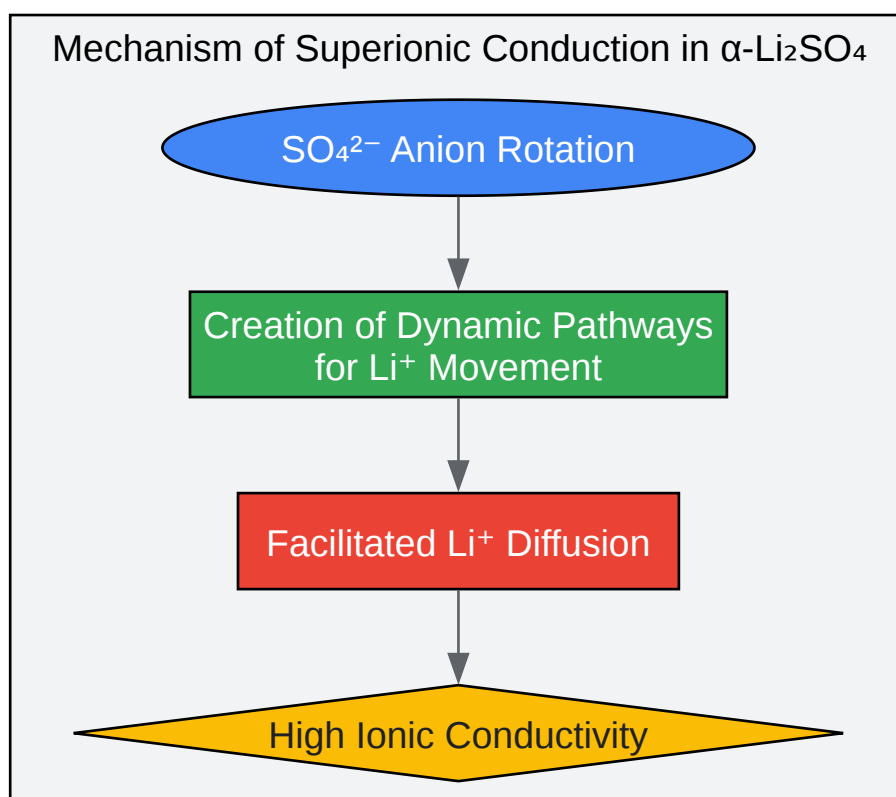 Mechanism of Superionic Conduction in α-Li₂SO₄
SO₄²⁻ Anion Rotation
Creation of Dynamic Pathways
for Li⁺ Movement
Facilitated Li⁺ Diffusion
High Ionic Conductivity